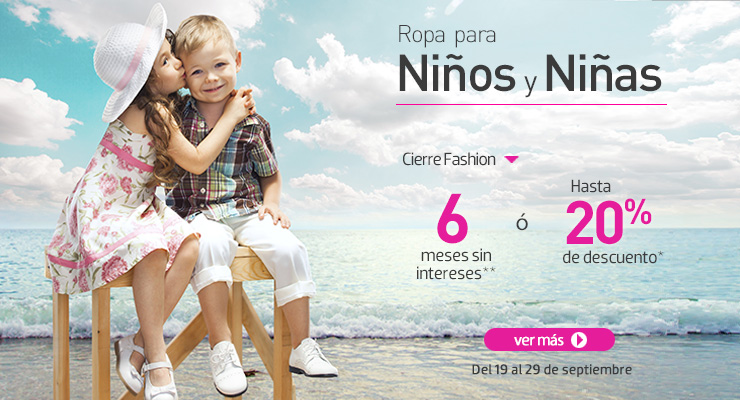 Ropa para
Niños y Niñas
Cierre Fashion
6
meses sin
intereses**
ó
Hasta
20%
de descuento*
ver más
Del 19 al 29 de septiembre